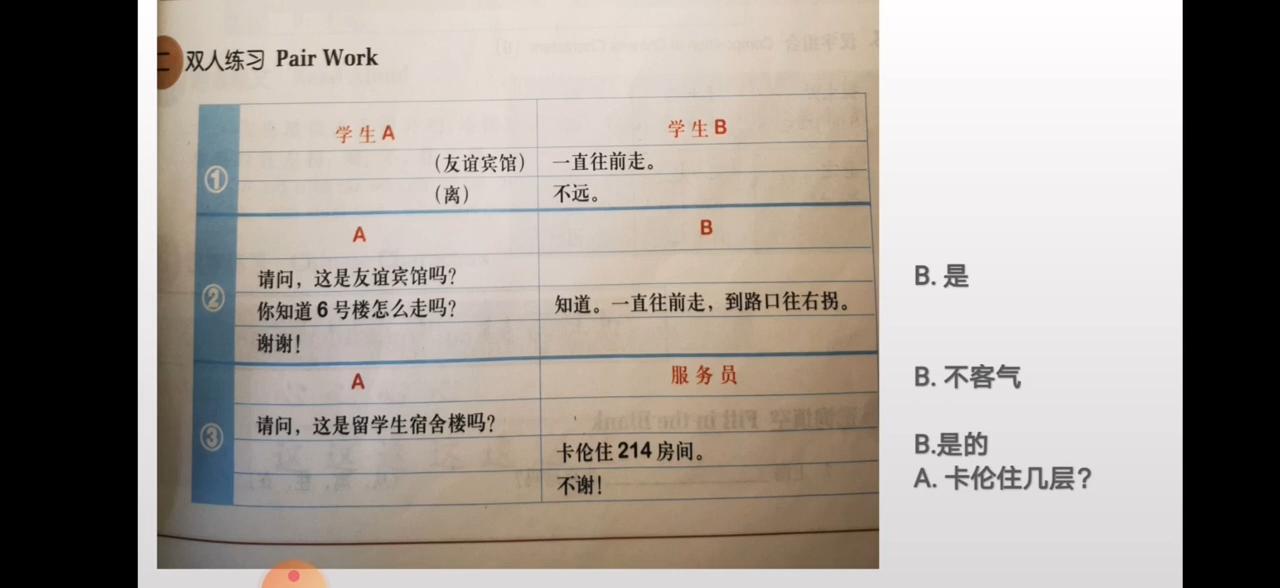 二 双人练习 Pair Work
学生A 学生B
① (友谊宾馆) 一直往前走。
(离) 不远。
A B
② 请问，这是友谊宾馆吗？
你知道6号楼怎么走吗？ 知道。一直往前走，到路口往右拐。
谢谢！
A 服务员
③ 请问，这是留学生宿舍楼吗？
卡伦住214房间。
不谢！
B. 是
B. 不客气
B.是的
A. 卡伦住几层？